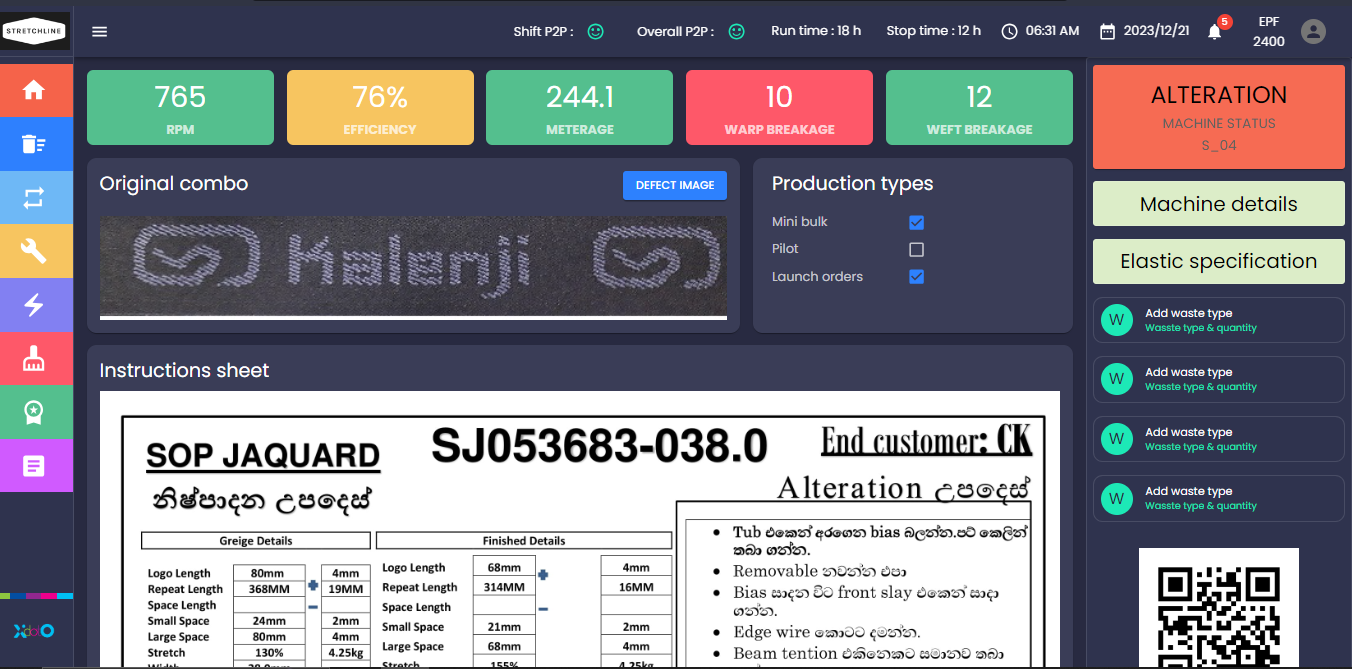 STRETCHLINE
Shift P2P :
Overall P2P :
Run time : 18 h
Stop time : 12 h
06:31 AM
2023/12/21
5
EPF
2400
765
RPM
76%
EFFICIENCY
244.1
METERAGE
10
WARP BREAKAGE
12
WEFT BREAKAGE
ALTERATION
MACHINE STATUS
S_04
Original combo
DEFECT IMAGE
Kalenji
Production types
Mini bulk
Pilot
Launch orders
Machine details
Elastic specification
W
Add waste type
Wasste type & quantity
W
Add waste type
Wasste type & quantity
W
Add waste type
Wasste type & quantity
W
Add waste type
Wasste type & quantity
Instructions sheet
SOP JAQUARD
SJ053683-038.0
End customer: CK
නිෂ්පාදන උපදෙස්
Alteration උපදෙස්
Greige Details
Finished Details
Logo Length 80mm 4mm
Repeat Length 368MM 19MM
Space Length
Small Space 24mm 2mm
Large Space 80mm 4mm
Stretch 130% 4.25kg
Logo Length 68mm 4mm
Repeat Length 314MM 16MM
Space Length
Small Space 21mm 2mm
Large Space 68mm 4mm
Stretch 155% 4.25kg
• Tub එකෙන් අරගෙන bias බලන්න.පට් කෙලින්
තබා ගන්න.
• Removable නවන්න එපා
• Bias සාදන විට front slay එකෙන් සාදා
ගන්න.
• Edge wire කොටට දමන්න.
• Beam tention එකිනෙකට සමානව තබා